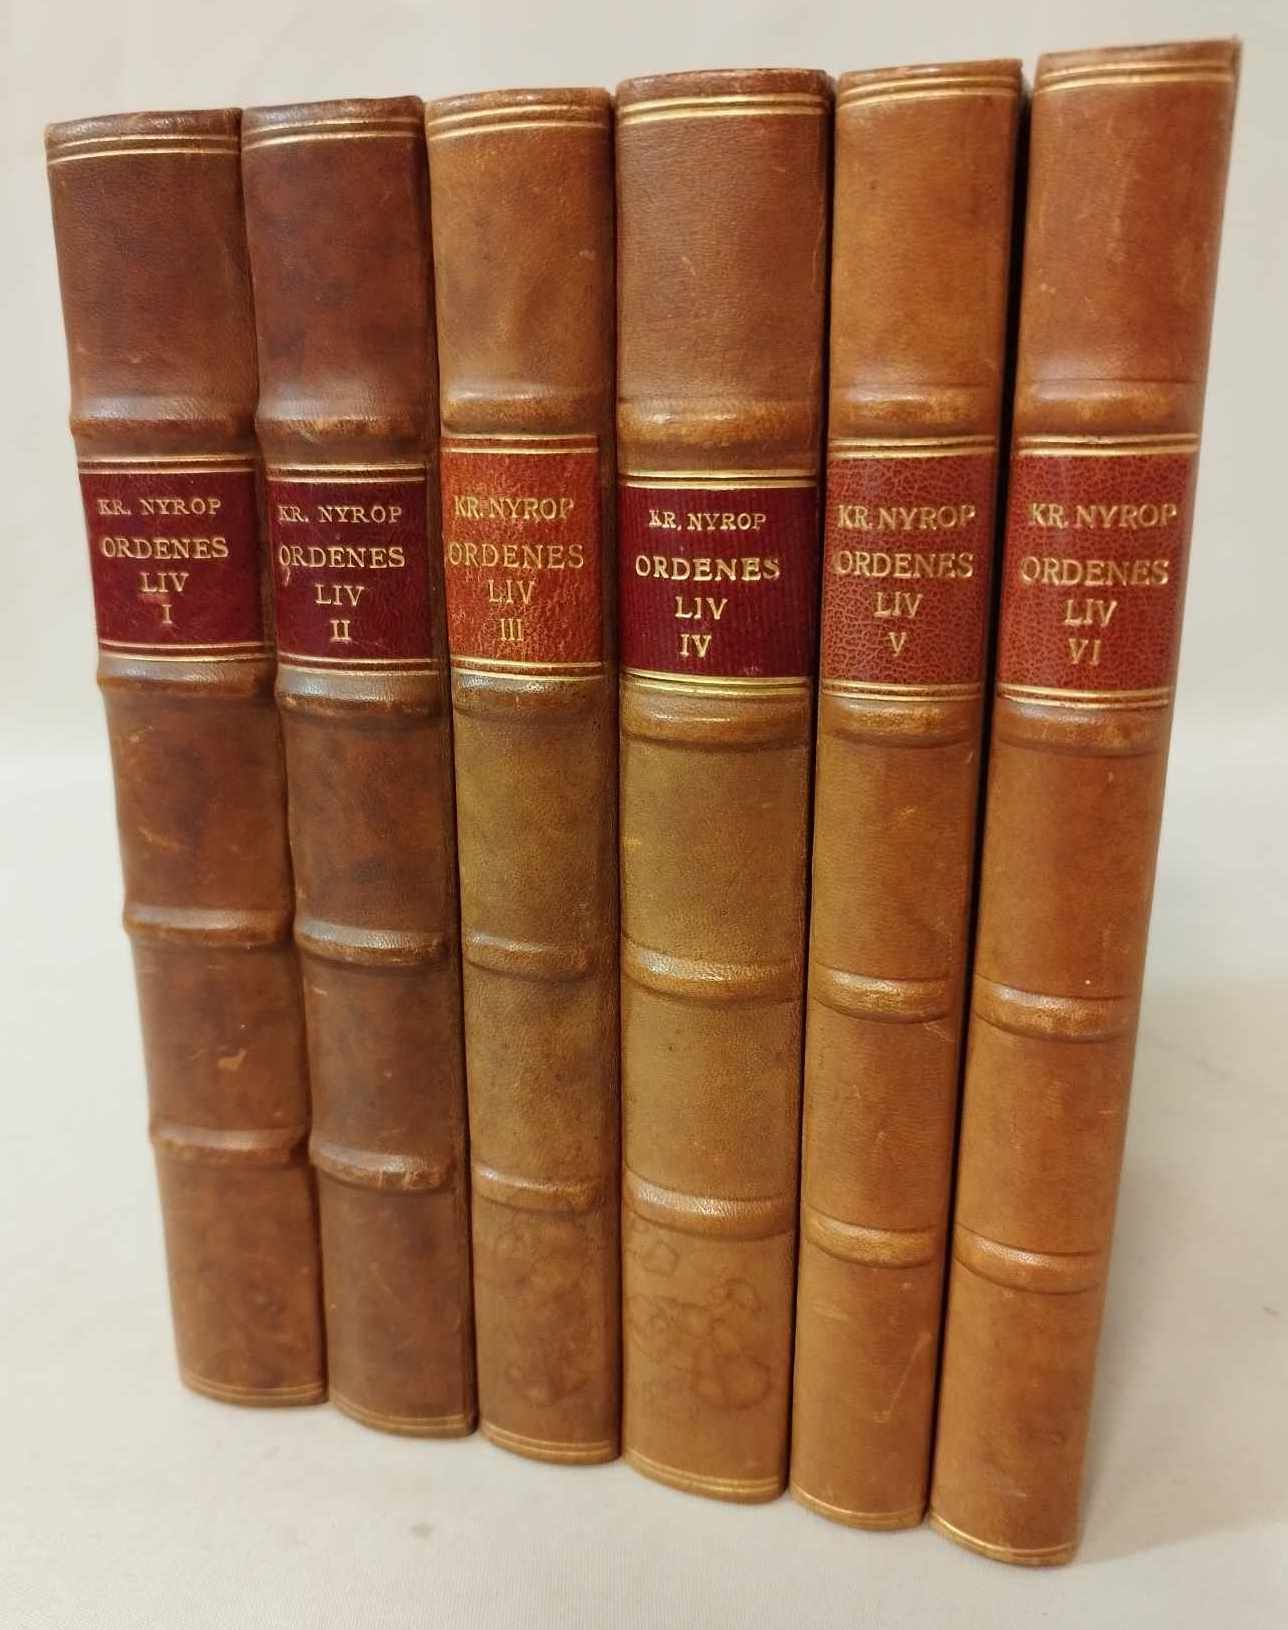 KR. NYROP
ORDENES
LIV
I
KR. NYROP
ORDENES
LIV
II
KR. NYROP
ORDENES
LIV
III
KR. NYROP
ORDENES
LIV
IV
KR. NYROP
ORDENES
LIV
V
KR. NYROP
ORDENES
LIV
VI